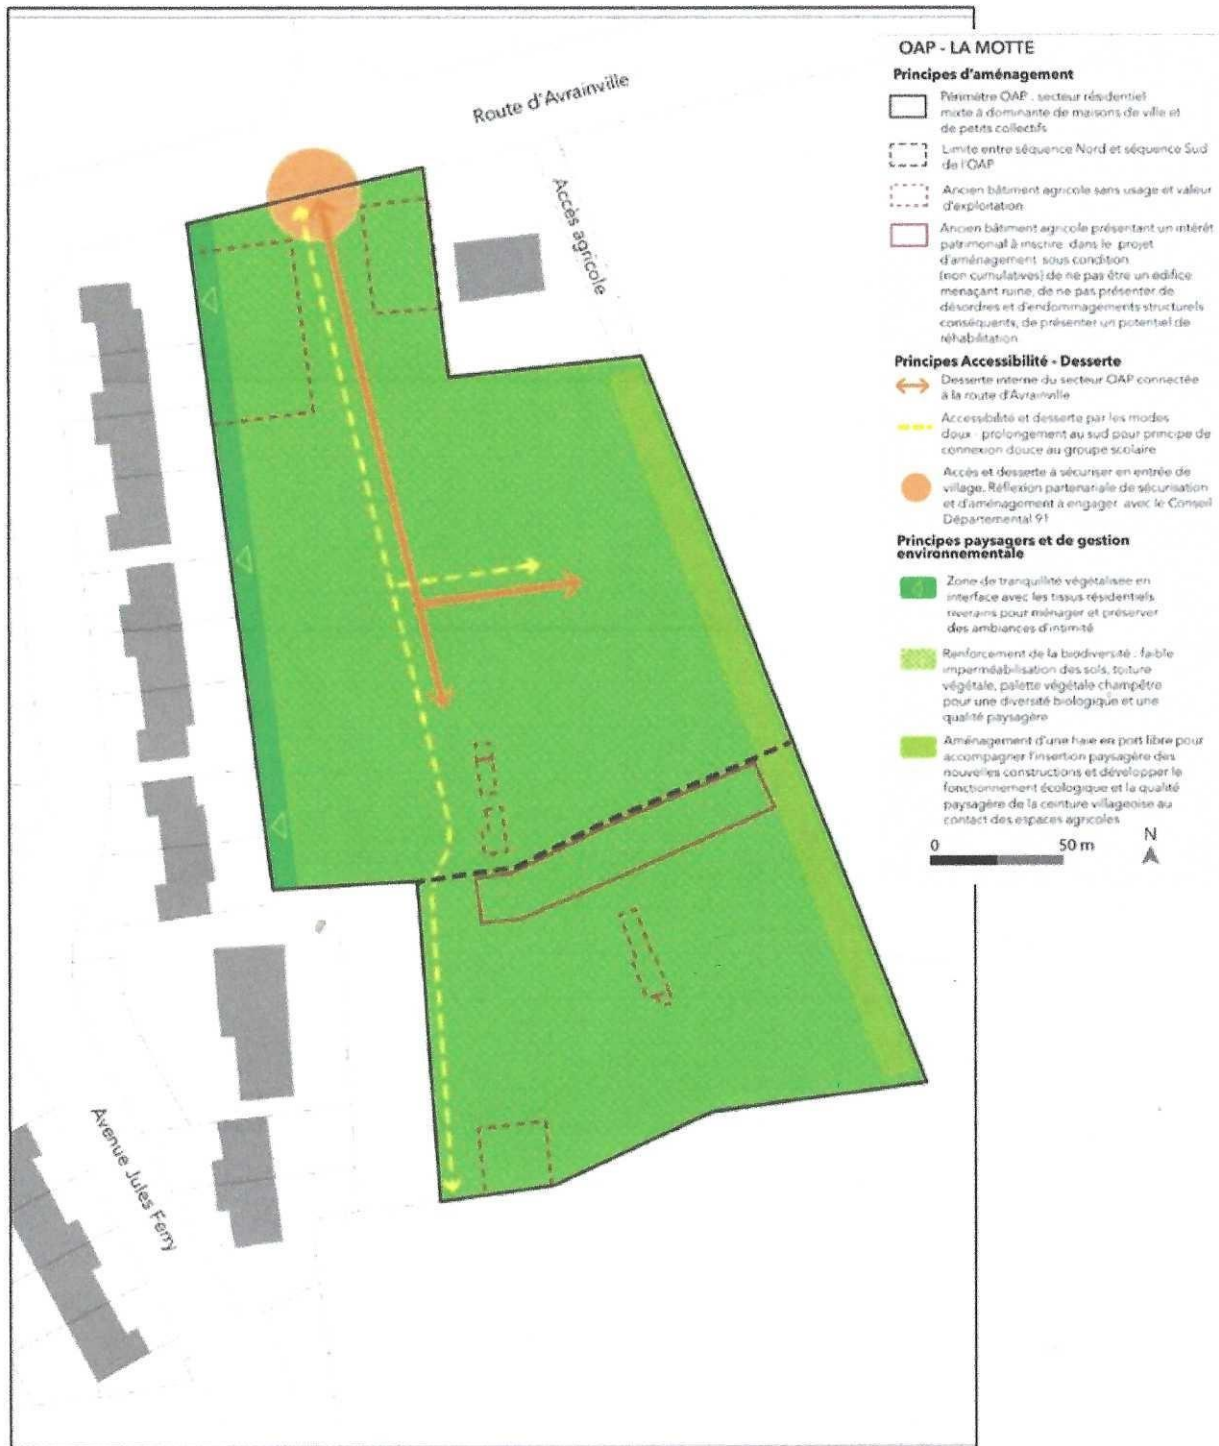 OAP - LA MOTTE
Principes d'aménagement
Périmètre OAP : secteur résidentiel
mixte à dominante de maisons de ville et
de petits collectifs
Limite entre séquence Nord et séquence Sud
de l'OAP
Ancien bâtiment agricole sans usage et valeur
d'exploitation
Ancien bâtiment agricole présentant un intérêt
patrimonial à inscrire dans le projet
d'aménagement sous condition
(non cumulatives) de ne pas être un édifice
menaçant ruine, de ne pas présenter de
désordres et d'endommagements structurels
conséquents, de présenter un potentiel de
réhabilitation
Principes Accessibilité - Desserte
Desserte interne du secteur OAP connectée
à la route d'Avrainville
Accessibilité et desserte par les modes
doux - prolongement au sud pour principe de
connexion douce au groupe scolaire
Accès et desserte à sécuriser en entrée de
village. Réflexion partenariale de sécurisation
et d'aménagement à engager avec le Conseil
Départemental 91
Principes paysagers et de gestion
environnementale
Zone de tranquillité végétalisée en
interface avec les tissus résidentiels
riverains pour ménager et préserver
des ambiances d'intimité
Renforcement de la biodiversité : faible
imperméabilisation des sols, toiture
végétale, palette végétale champêtre
pour une diversité biologique et une
qualité paysagère
Aménagement d'une haie en port libre pour
accompagner l'insertion paysagère des
nouvelles constructions et développer le
fonctionnement écologique et la qualité
paysagère de la ceinture villageoise au
contact des espaces agricoles
0 50 m
N
Route d'Avrainville
Accès agricole
Avenue Jules Ferry